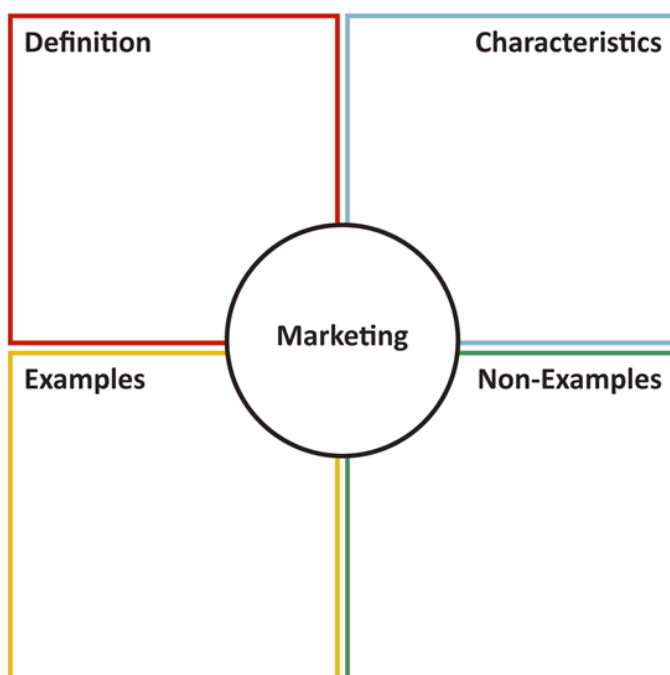 Definition
Characteristics
Marketing
Examples
Non-Examples